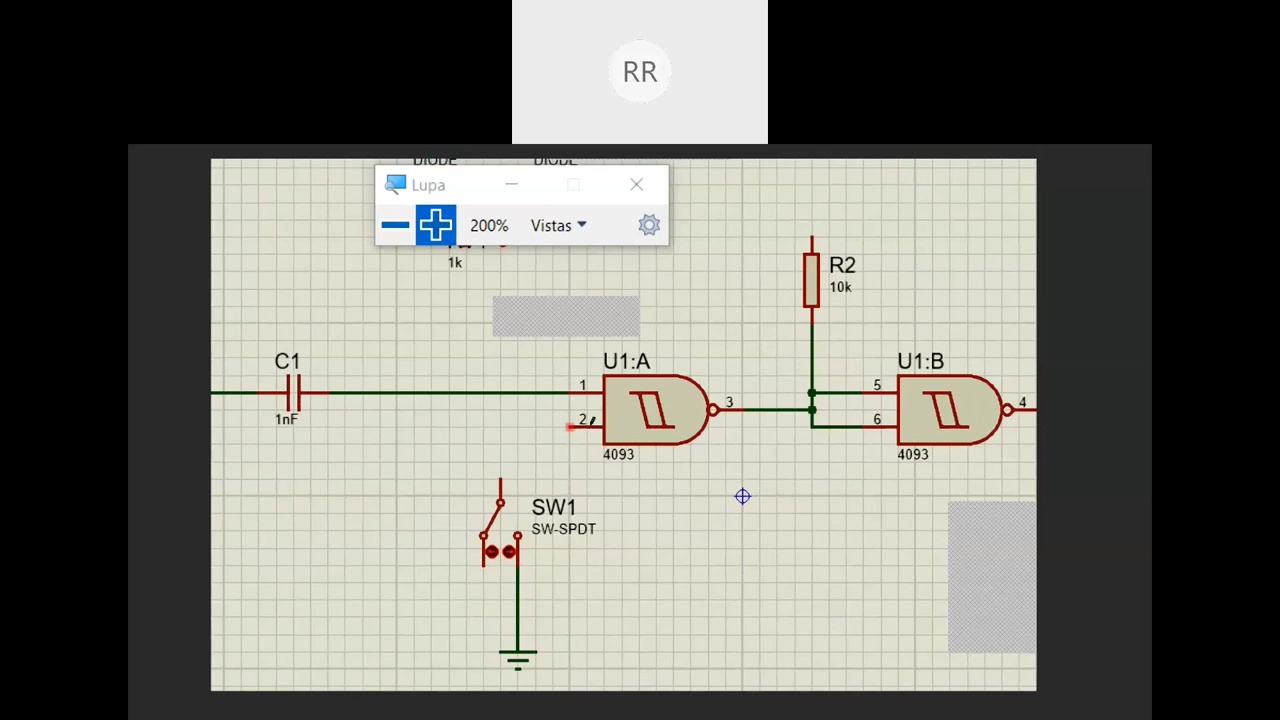 RR
DIODE DIODE
Lupa
200% Vistas
1k
R2
10k
C1
1nF
U1:A
1
2
3
4093
U1:B
5
6
4
4093
SW1
SW-SPDT